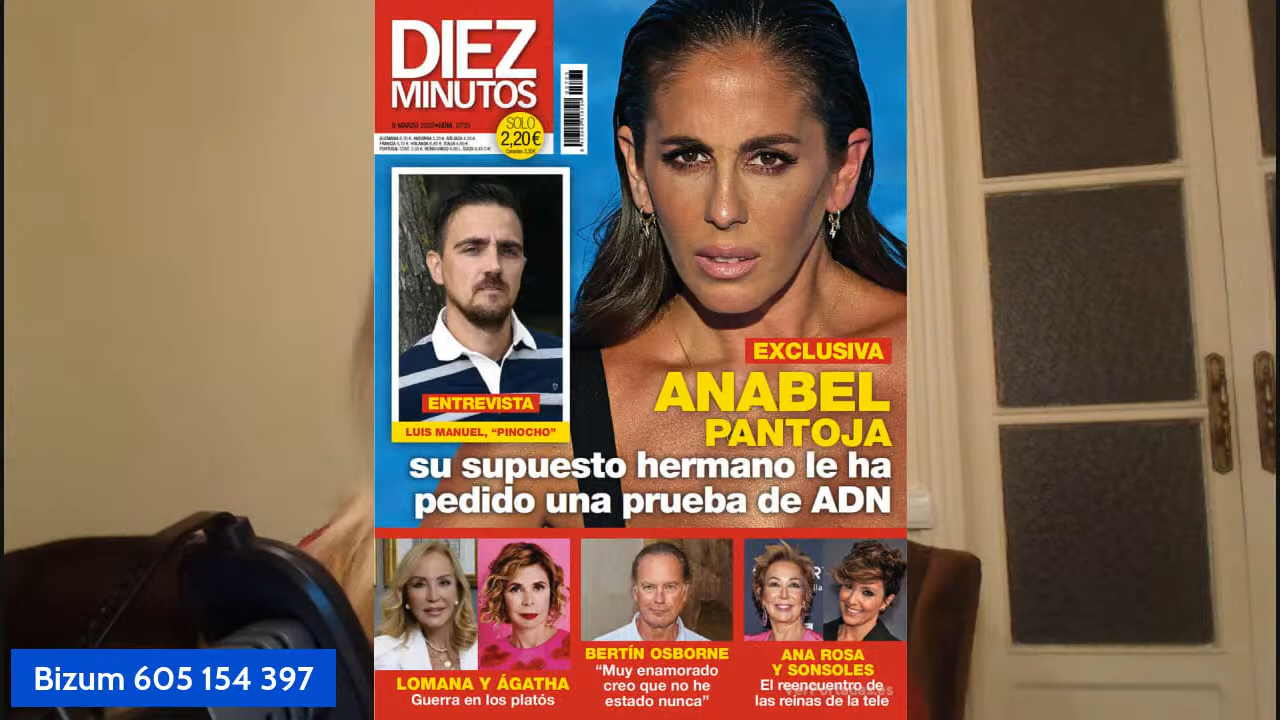 DIEZ
MINUTOS
SOLO
2,20€
ENTREVISTA
LUIS MANUEL, “PINOCHO”
EXCLUSIVA
ANABEL
PANTOJA
su supuesto hermano le ha
pedido una prueba de ADN
LOMANA Y ÁGATHA
Guerra en los platós
BERTÍN OSBORNE
“Muy enamorado
creo que no he
estado nunca”
ANA ROSA
Y SONSOLES
El reencuentro de
las reinas de la tele
Bizum 605 154 397